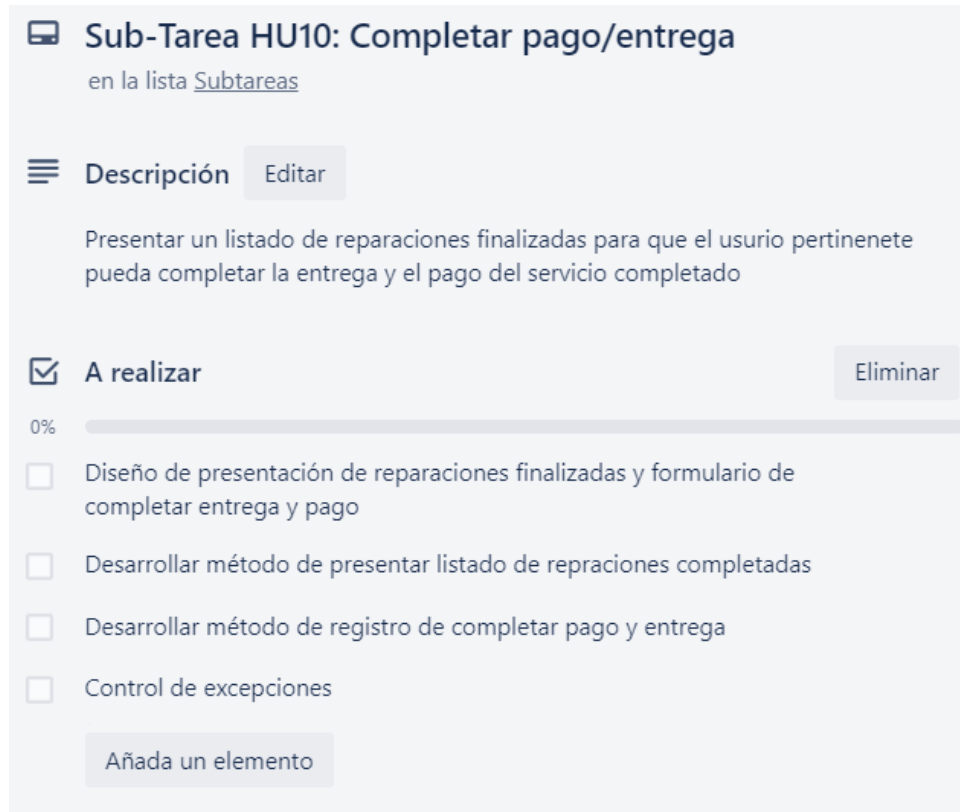 Sub-Tarea HU10: Completar pago/entrega
en la lista Subtareas
Descripción Editar
Presentar un listado de reparaciones finalizadas para que el usurio pertinenete
pueda completar la entrega y el pago del servicio completado
A realizar Eliminar
0%
Diseño de presentación de reparaciones finalizadas y formulario de
completar entrega y pago
Desarrollar método de presentar listado de repraciones completadas
Desarrollar método de registro de completar pago y entrega
Control de excepciones
Añada un elemento